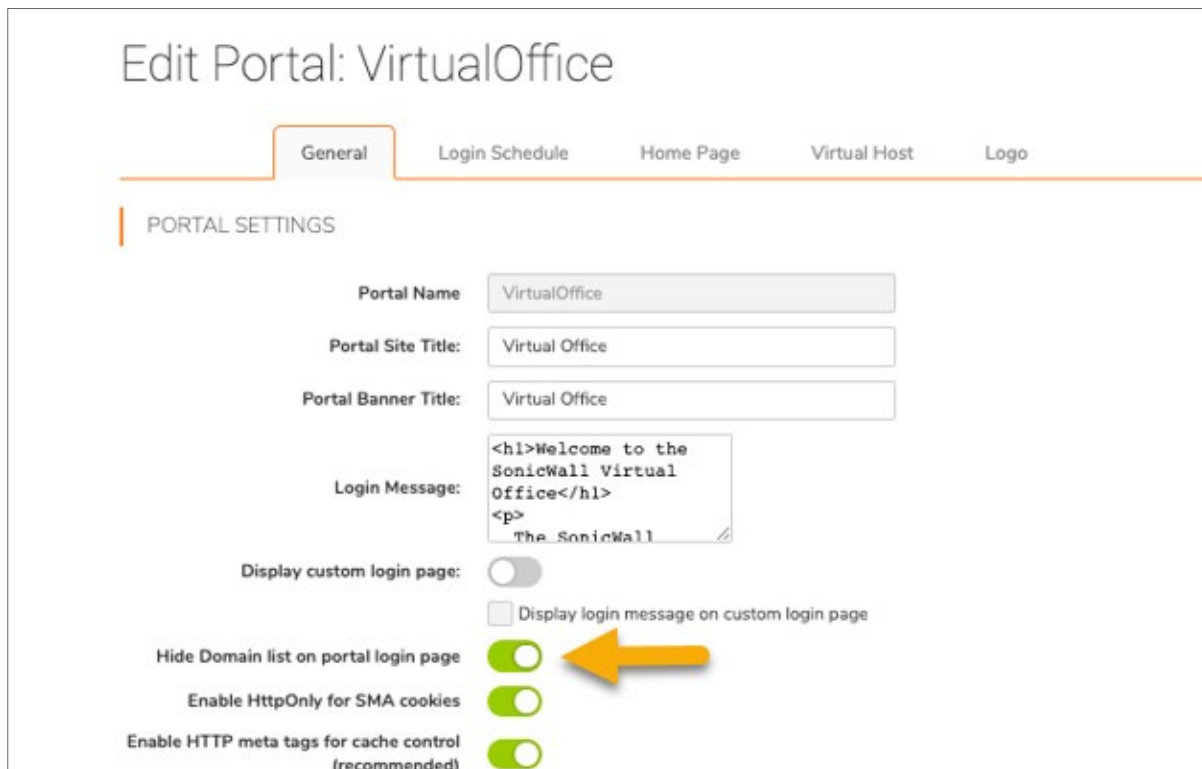 Edit Portal: VirtualOffice
General Login Schedule Home Page Virtual Host Logo
PORTAL SETTINGS
Portal Name VirtualOffice
Portal Site Title: Virtual Office
Portal Banner Title: Virtual Office
Login Message: <h1>Welcome to the
SonicWall Virtual
Office</h1>
<p>
The SonicWall
Display custom login page:
Display login message on custom login page
Hide Domain list on portal login page
Enable HttpOnly for SMA cookies
Enable HTTP meta tags for cache control
(recommended)